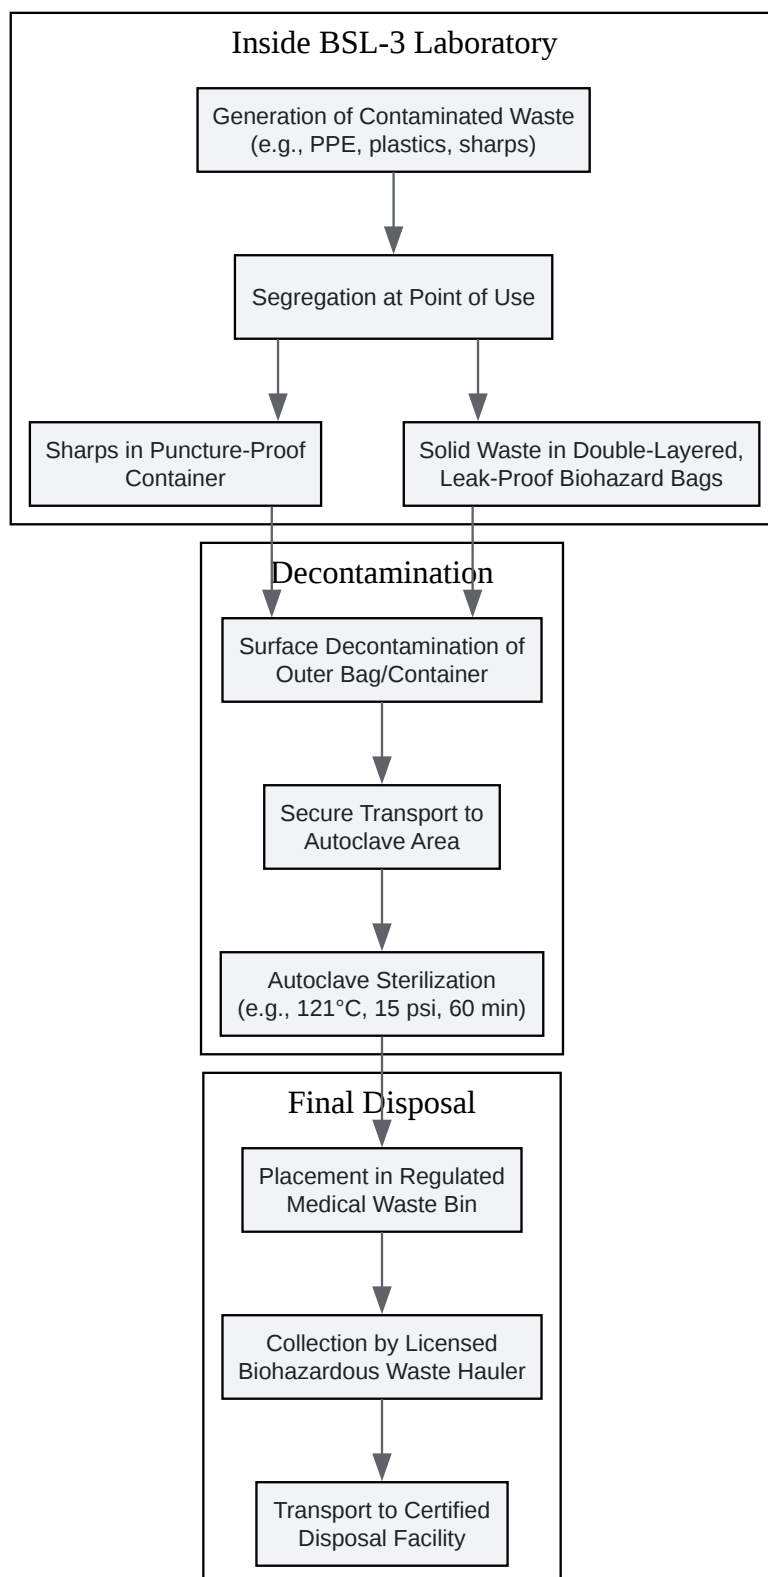 Inside BSL-3 Laboratory
Generation of Contaminated Waste
(e.g., PPE, plastics, sharps)
Segregation at Point of Use
Sharps in Puncture-Proof
Container
Solid Waste in Double-Layered,
Leak-Proof Biohazard Bags
Decontamination
Surface Decontamination of
Outer Bag/Container
Secure Transport to
Autoclave Area
Autoclave Sterilization
(e.g., 121°C, 15 psi, 60 min)
Final Disposal
Placement in Regulated
Medical Waste Bin
Collection by Licensed
Biohazardous Waste Hauler
Transport to Certified
Disposal Facility